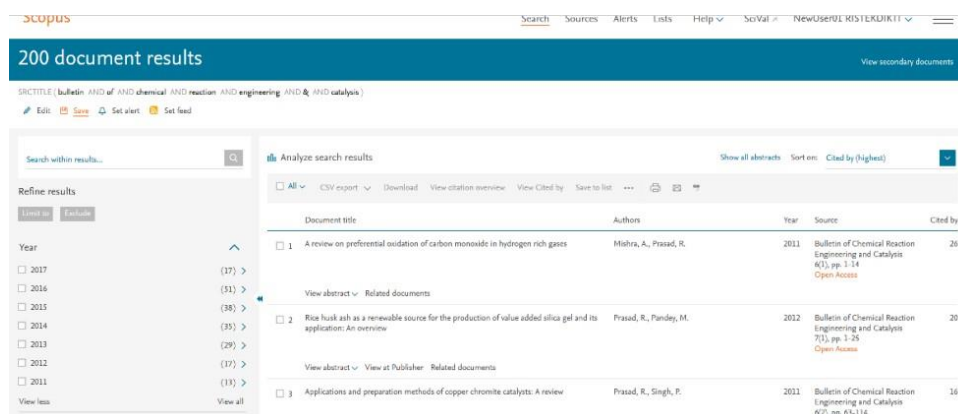 Scopus
Search Sources Alerts Lists Help SciVal NewUser01 RISTEKDIKTI
200 document results
View secondary documents
SRCTITLE ( bulletin AND of AND chemical AND reaction AND engineering AND & AND catalysis )
Edit Save Set alert Set feed
Search within results...
Refine results
Limit to Exclude
Year
2017 (17)
2016 (51)
2015 (38)
2014 (35)
2013 (29)
2012 (17)
2011 (13)
View less View all
Analyze search results
Show all abstracts Sort on: Cited by (highest)
All CSV export Download View citation overview View Cited by Save to list ...
Document title Authors Year Source Cited by
1 A review on preferential oxidation of carbon monoxide in hydrogen rich gases Mishra, A., Prasad, R. 2011 Bulletin of Chemical Reaction 26
Engineering and Catalysis
6(1), pp. 1-14
Open Access
View abstract Related documents
2 Rice husk ash as a renewable source for the production of value added silica gel and its Prasad, R., Pandey, M. 2012 Bulletin of Chemical Reaction 20
application: An overview Engineering and Catalysis
7(1), pp. 1-25
Open Access
View abstract View at Publisher Related documents
3 Applications and preparation methods of copper chromite catalysts: A review Prasad, R., Singh, P. 2011 Bulletin of Chemical Reaction 16
Engineering and Catalysis
6(2), pp. 63-114